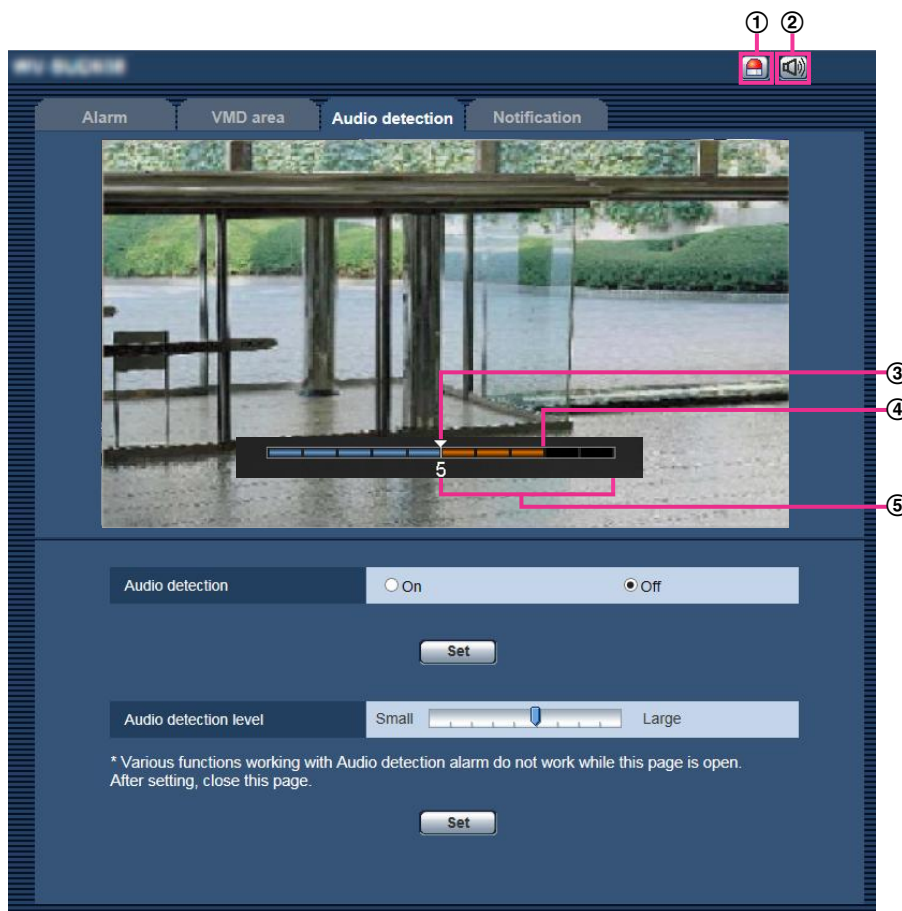 ① ②
Alarm VMD area Audio detection Notification
③
④
5
⑤
Audio detection On Off
Set
Audio detection level Small Large
* Various functions working with Audio detection alarm do not work while this page is open.
After setting, close this page.
Set